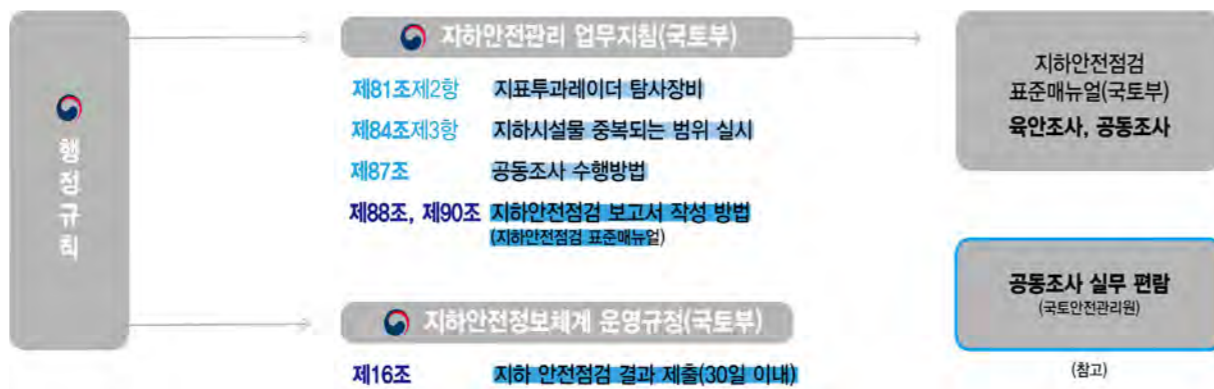 행정규칙
지하안전관리 업무지침(국토부)
제81조제2항 지표투과레이더 탐사장비
제84조제3항 지하시설물 중복되는 범위 실시
제87조 공동조사 수행방법
제88조, 제90조 지하안전점검 보고서 작성 방법
(지하안전점검 표준매뉴얼)
지하안전정보체계 운영규정(국토부)
제16조 지하 안전점검 결과 제출(30일 이내)
지하안전점검
표준매뉴얼(국토부)
육안조사, 공동조사
공동조사 실무 편람
(국토안전관리원)
(참고)